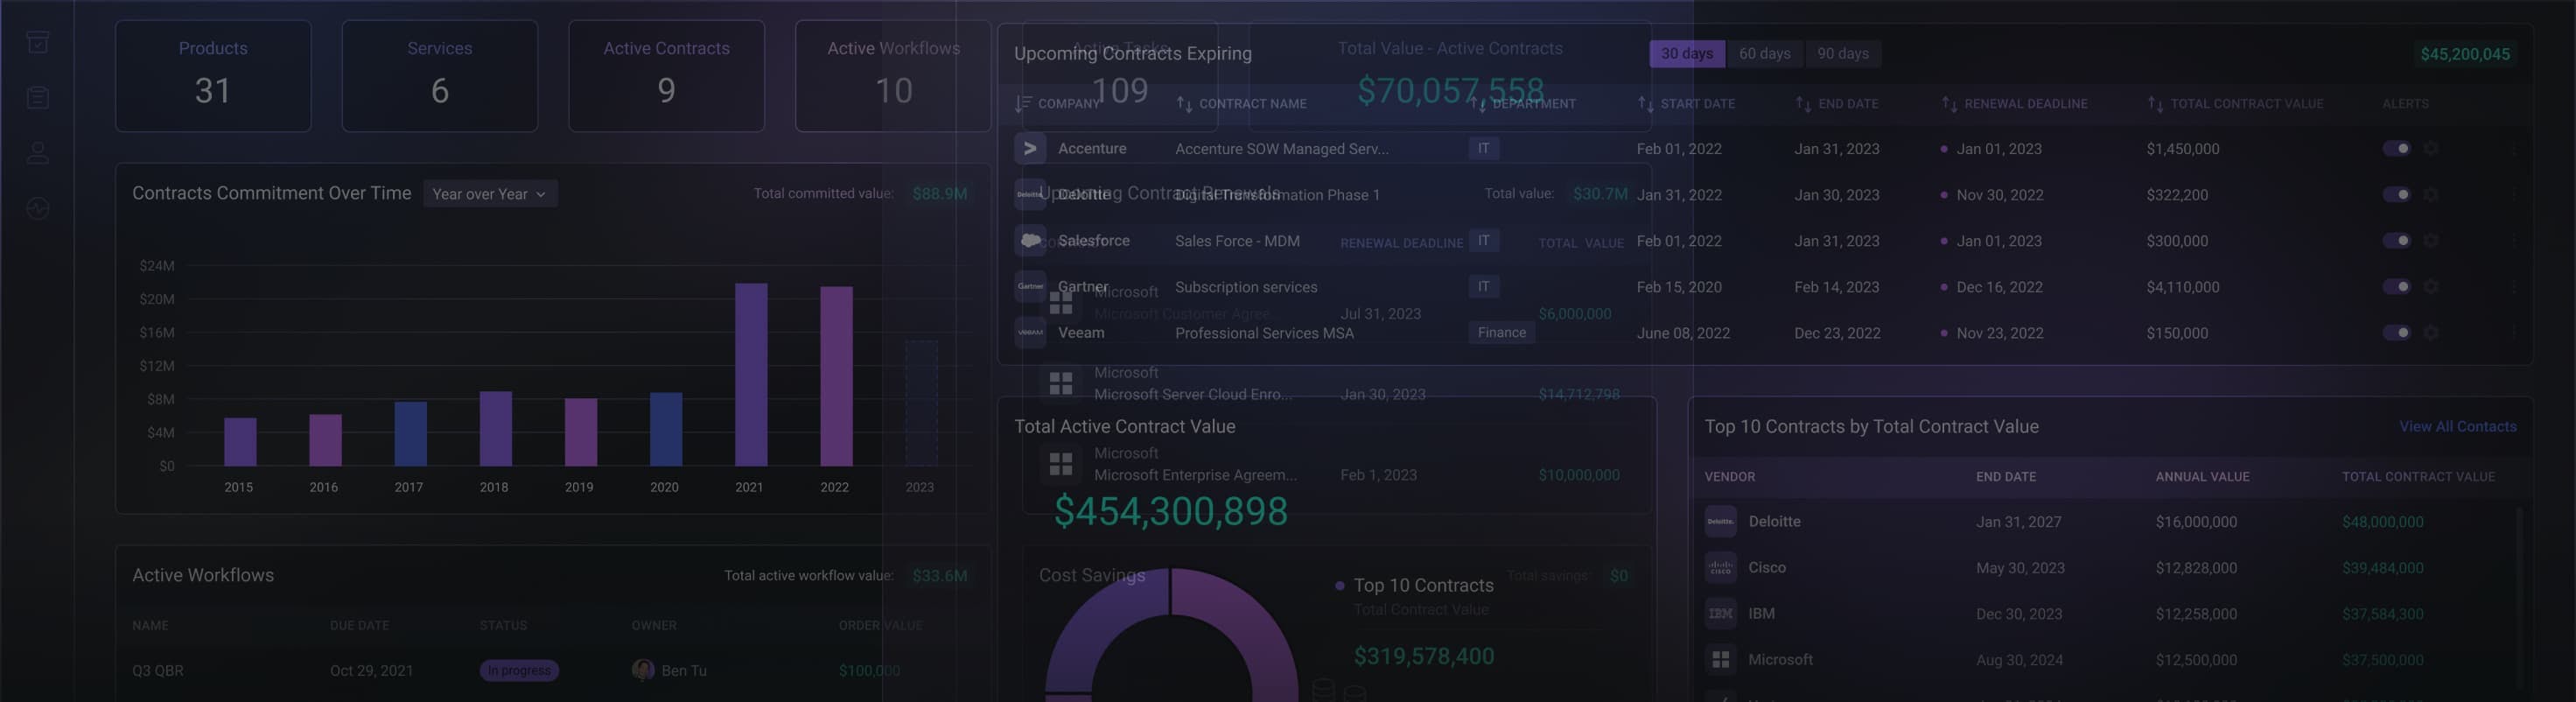 Products
31
Services
6
Active Contracts
9
Active Workflows
10
Active Tasks
109
Total Value - Active Contracts
$70,057,558
Contracts Commitment Over Time
Year over Year
Total committed value: $88.9M
$24M
$20M
$16M
$12M
$8M
$4M
$0
2015 2016 2017 2018 2019 2020 2021 2022 2023
Active Workflows
Total active workflow value: $33.6M
NAME DUE DATE STATUS OWNER ORDER VALUE
Q3 QBR Oct 29, 2021 In progress Ben Tu $100,000
Upcoming Contracts Expiring
30 days 60 days 90 days
$45,200,045
COMPANY CONTRACT NAME DEPARTMENT START DATE END DATE RENEWAL DEADLINE TOTAL CONTRACT VALUE ALERTS
Accenture Accenture SOW Managed Serv... IT Feb 01, 2022 Jan 31, 2023 Jan 01, 2023 $1,450,000
Deloitte. Deloitte Digital Transformation Phase 1 Jan 31, 2022 Jan 30, 2023 Nov 30, 2022 $322,200
Salesforce Sales Force - MDM IT Feb 01, 2022 Jan 31, 2023 Jan 01, 2023 $300,000
Gartner Gartner Subscription services IT Feb 15, 2020 Feb 14, 2023 Dec 16, 2022 $4,110,000
VEEAM Veeam Professional Services MSA Finance June 08, 2022 Dec 23, 2022 Nov 23, 2022 $150,000
Upcoming Contract Renewals
Total value: $30.7M
RENEWAL DEADLINE TOTAL VALUE
Microsoft
Microsoft Customer Agree... Jul 31, 2023 $6,000,000
Microsoft
Microsoft Server Cloud Enro... Jan 30, 2023 $14,712,798
Microsoft
Microsoft Enterprise Agreem... Feb 1, 2023 $10,000,000
Total Active Contract Value
$454,300,898
Cost Savings
Total savings: $0
Top 10 Contracts
Total Contract Value
$319,578,400
Top 10 Contracts by Total Contract Value
View All Contacts
VENDOR END DATE ANNUAL VALUE TOTAL CONTRACT VALUE
Deloitte. Deloitte Jan 31, 2027 $16,000,000 $48,000,000
CISCO Cisco May 30, 2023 $12,828,000 $39,484,000
IBM IBM Dec 30, 2023 $12,258,000 $37,584,300
Microsoft Aug 30, 2024 $12,500,000 $37,500,000